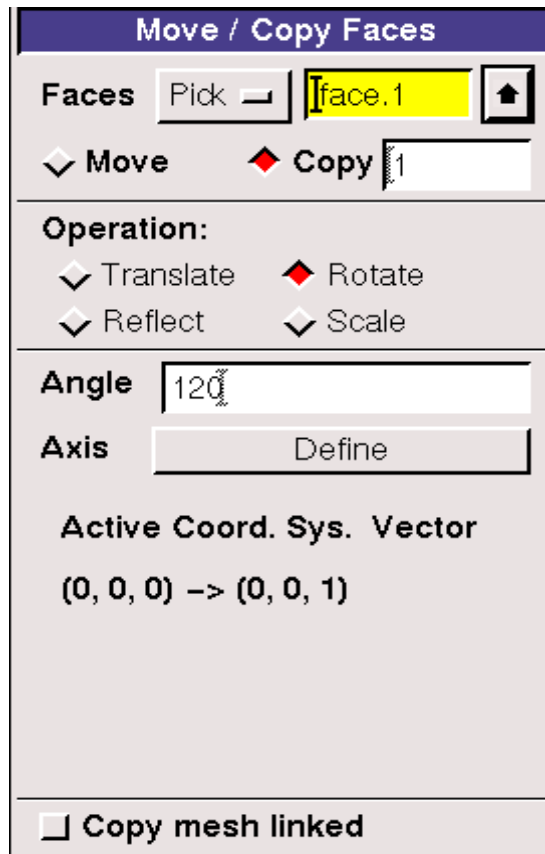 Move / Copy Faces
Faces Pick face.1
Move Copy 1
Operation:
Translate Rotate
Reflect Scale
Angle 120
Axis Define
Active Coord. Sys. Vector
(0, 0, 0) –> (0, 0, 1)
Copy mesh linked